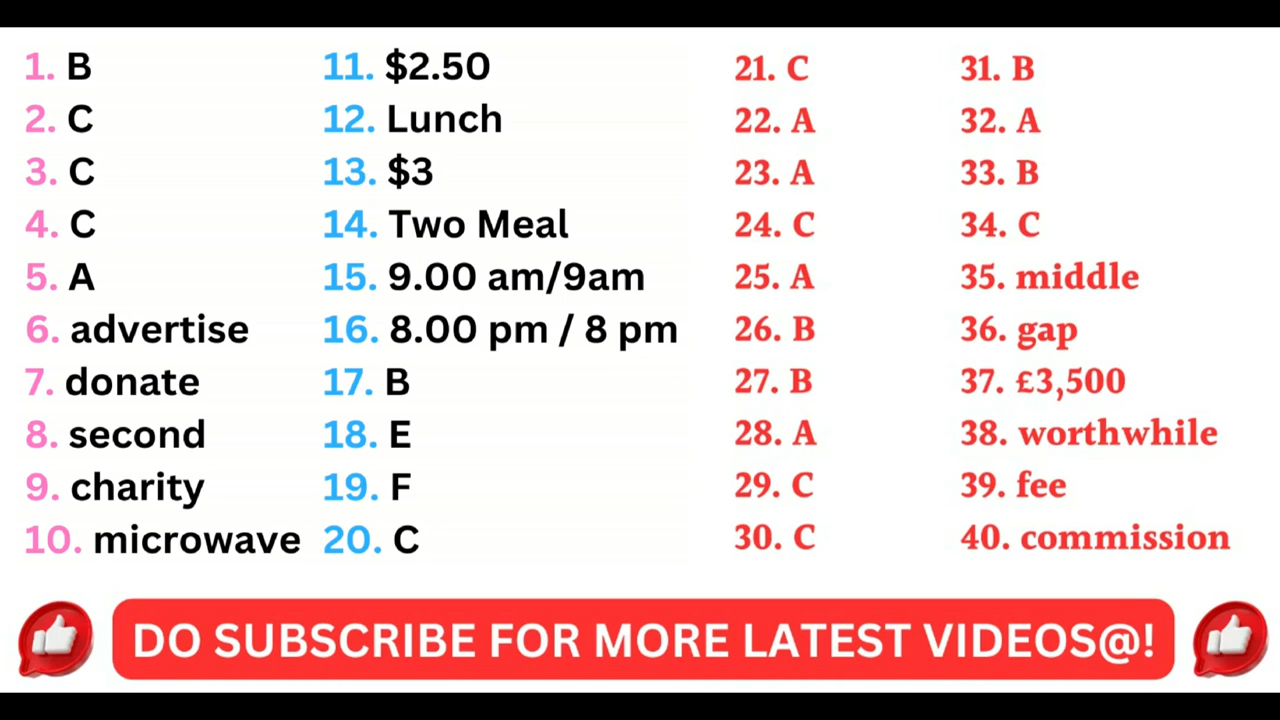 1. B
2. C
3. C
4. C
5. A
6. advertise
7. donate
8. second
9. charity
10. microwave
11. $2.50
12. Lunch
13. $3
14. Two Meal
15. 9.00 am/9am
16. 8.00 pm / 8 pm
17. B
18. E
19. F
20. C
21. C
22. A
23. A
24. C
25. A
26. B
27. B
28. A
29. C
30. C
31. B
32. A
33. B
34. C
35. middle
36. gap
37. £3,500
38. worthwhile
39. fee
40. commission
DO SUBSCRIBE FOR MORE LATEST VIDEOS@!